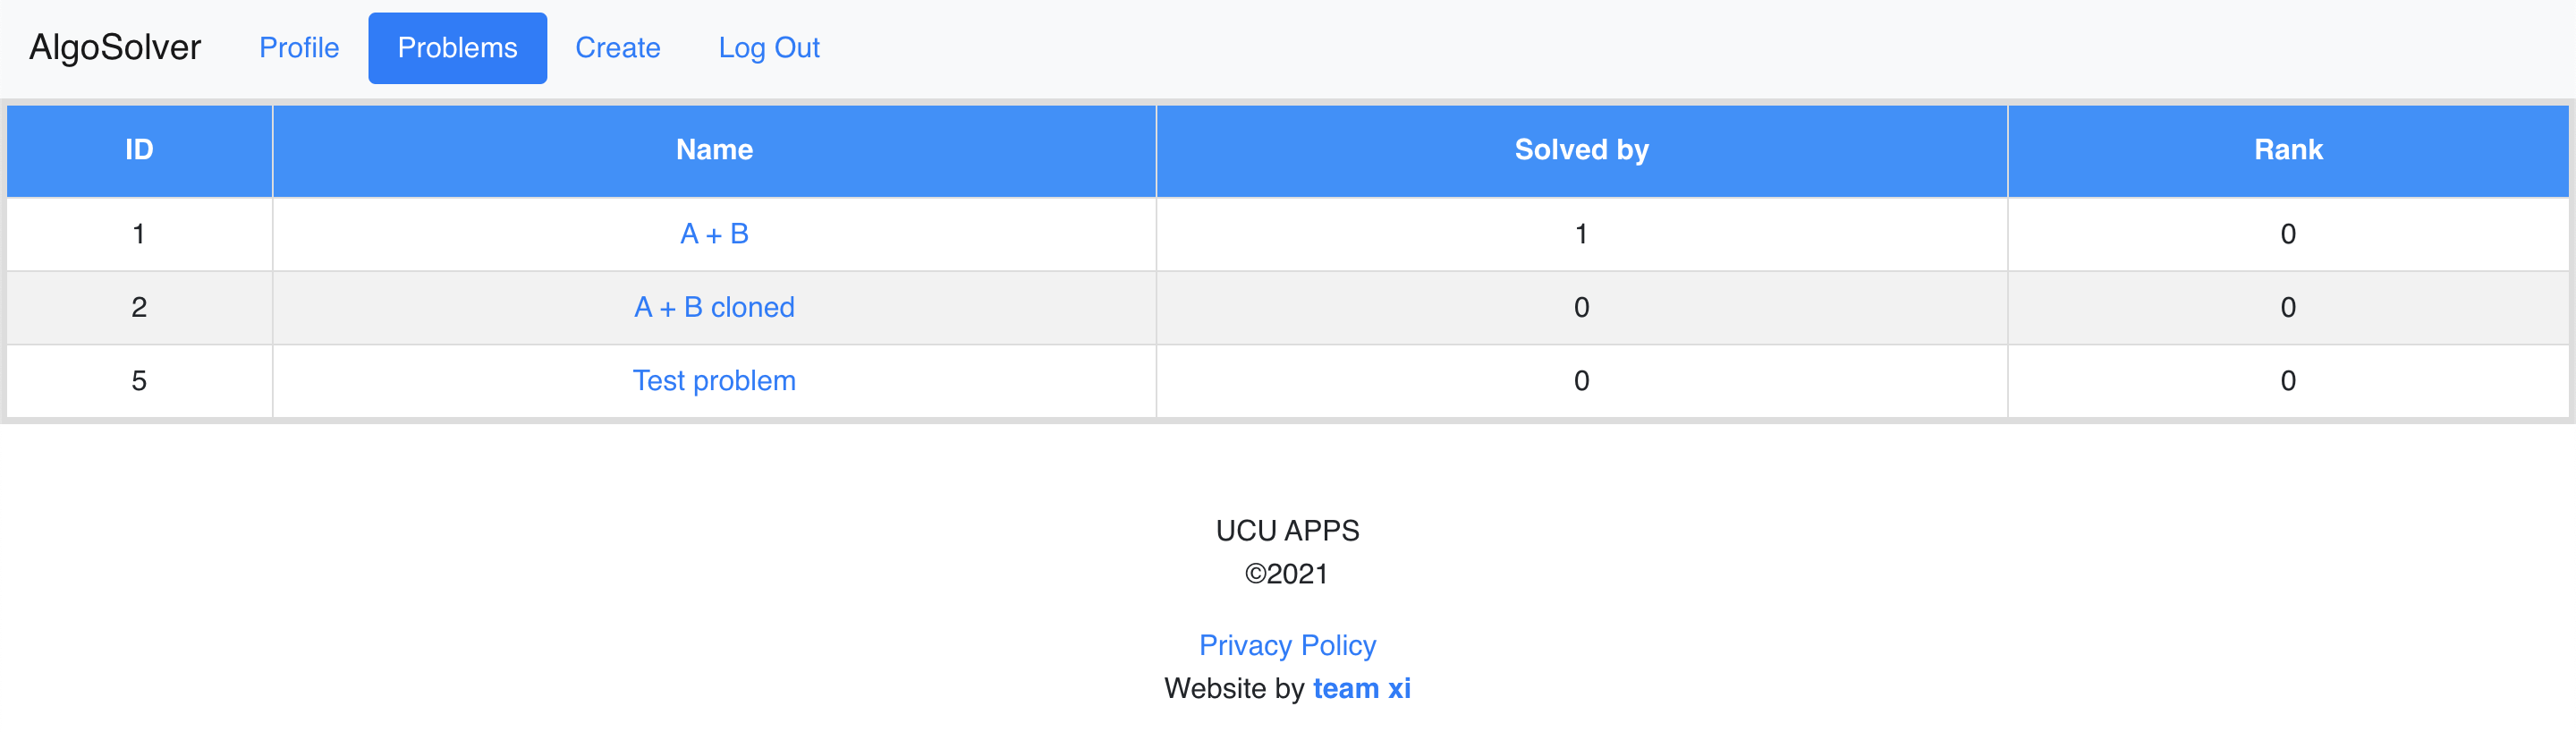 AlgoSolver Profile Problems Create Log Out
ID Name Solved by Rank
1 A + B 1 0
2 A + B cloned 0 0
5 Test problem 0 0
UCU APPS
©2021
Privacy Policy
Website by team xi